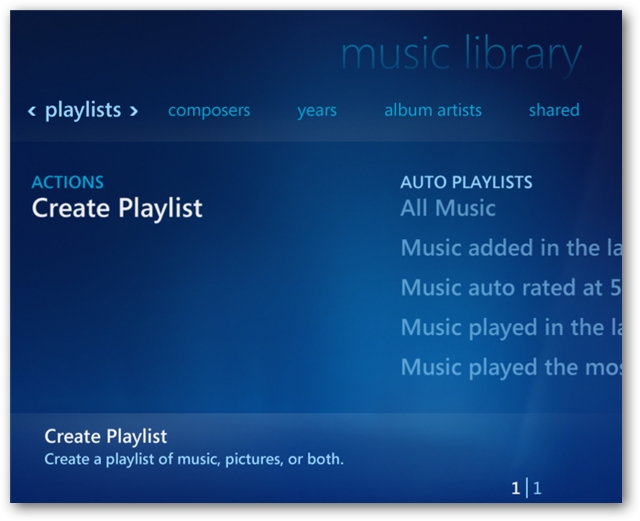 music library
‹ playlists › composers years album artists shared
ACTIONS
Create Playlist
AUTO PLAYLISTS
All Music
Music added in the la
Music auto rated at 5
Music played in the la
Music played the mos
Create Playlist
Create a playlist of music, pictures, or both.
1|1